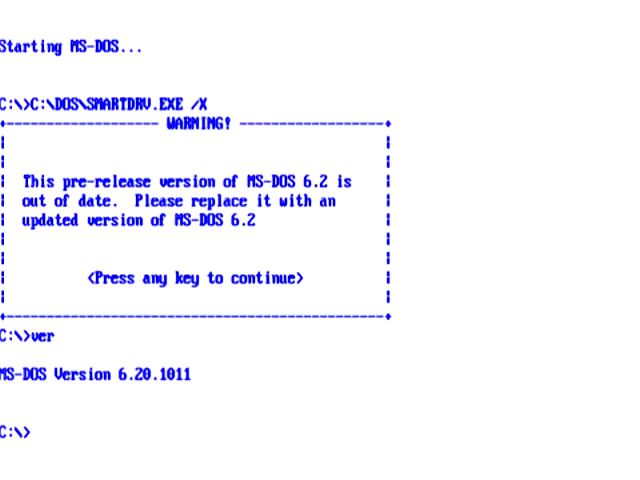 Starting MS-DOS...
C:\>C:\DOS\SMARTDRV.EXE /X
+------------------- WARNING! ------------------+
This pre-release version of MS-DOS 6.2 is
out of date.  Please replace it with an
updated version of MS-DOS 6.2
<Press any key to continue>
C:\>ver
MS-DOS Version 6.20.1011
C:\>